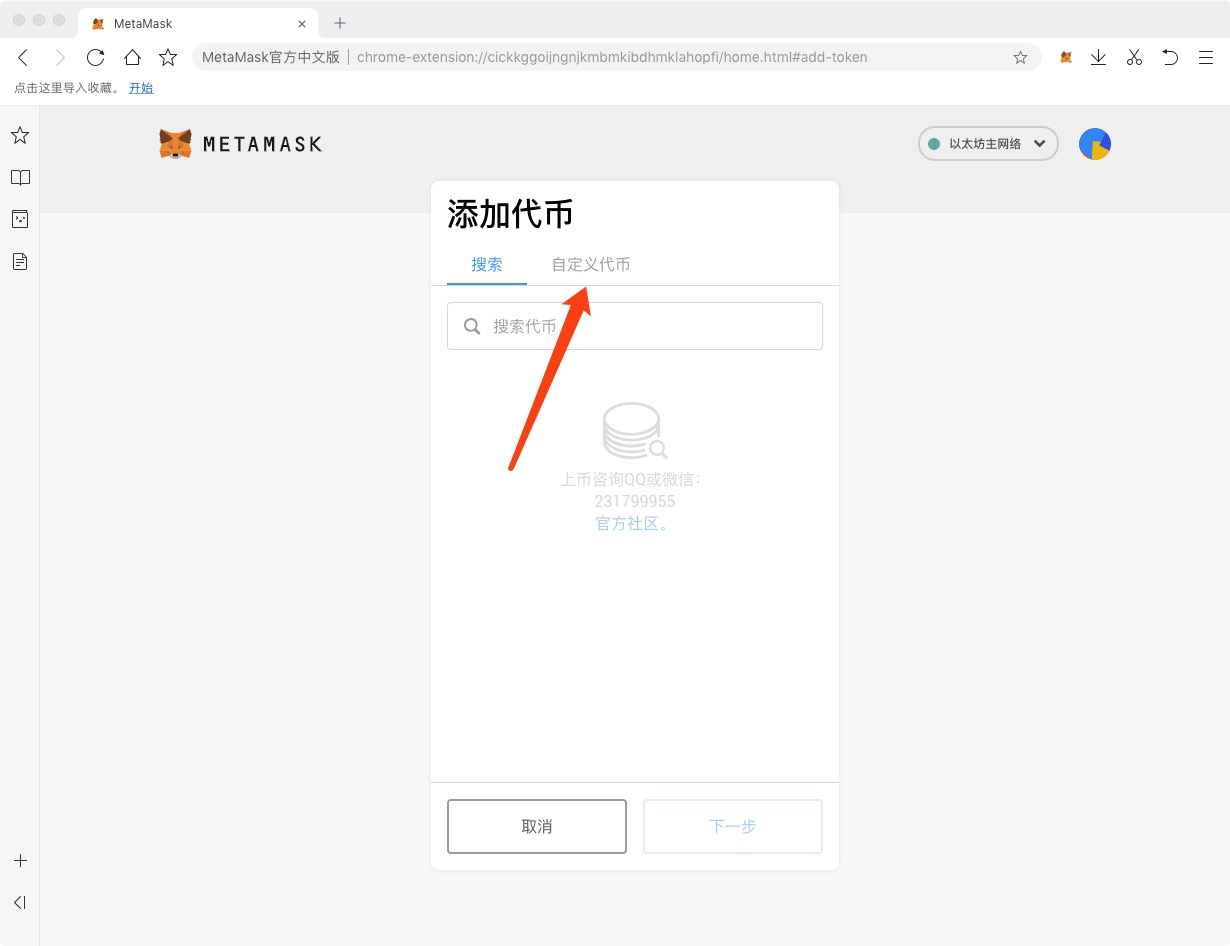 MetaMask
MetaMask官方中文版 | chrome-extension://cickkggoijngnjkmbmkibdhmklahopfi/home.html#add-token
点击这里导入收藏。 开始
METAMASK
以太坊主网络
添加代币
搜索 自定义代币
搜索代币
上币咨询QQ或微信:
231799955
官方社区。
取消 下一步